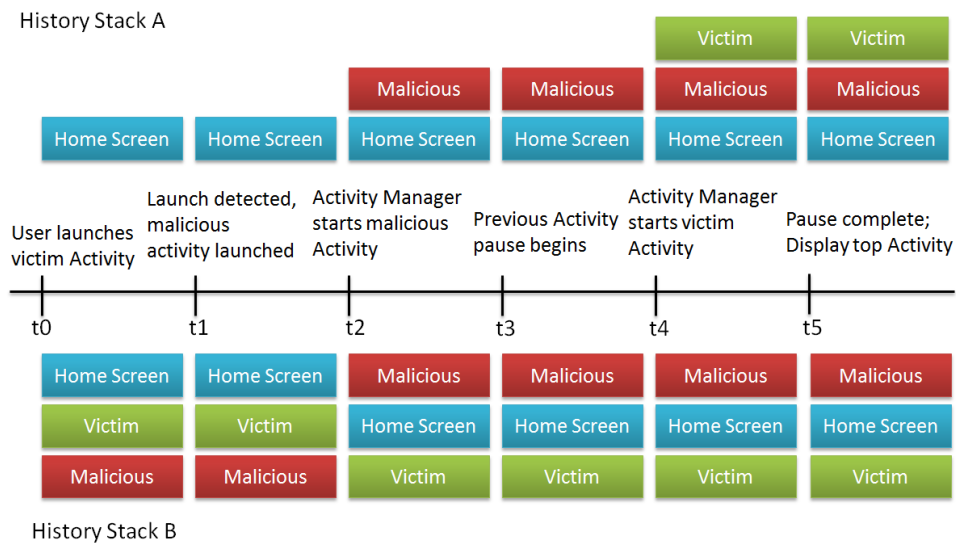 History Stack A
Victim Victim
Malicious Malicious Malicious Malicious
Home Screen Home Screen Home Screen Home Screen Home Screen Home Screen
User launches
victim Activity
Launch detected,
malicious
activity launched
Activity Manager
starts malicious
Activity
Previous Activity
pause begins
Activity Manager
starts victim
Activity
Pause complete;
Display top Activity
t0 t1 t2 t3 t4 t5
Home Screen Home Screen Malicious Malicious Malicious Malicious
Victim Victim Home Screen Home Screen Home Screen Home Screen
Malicious Malicious Victim Victim Victim Victim
History Stack B